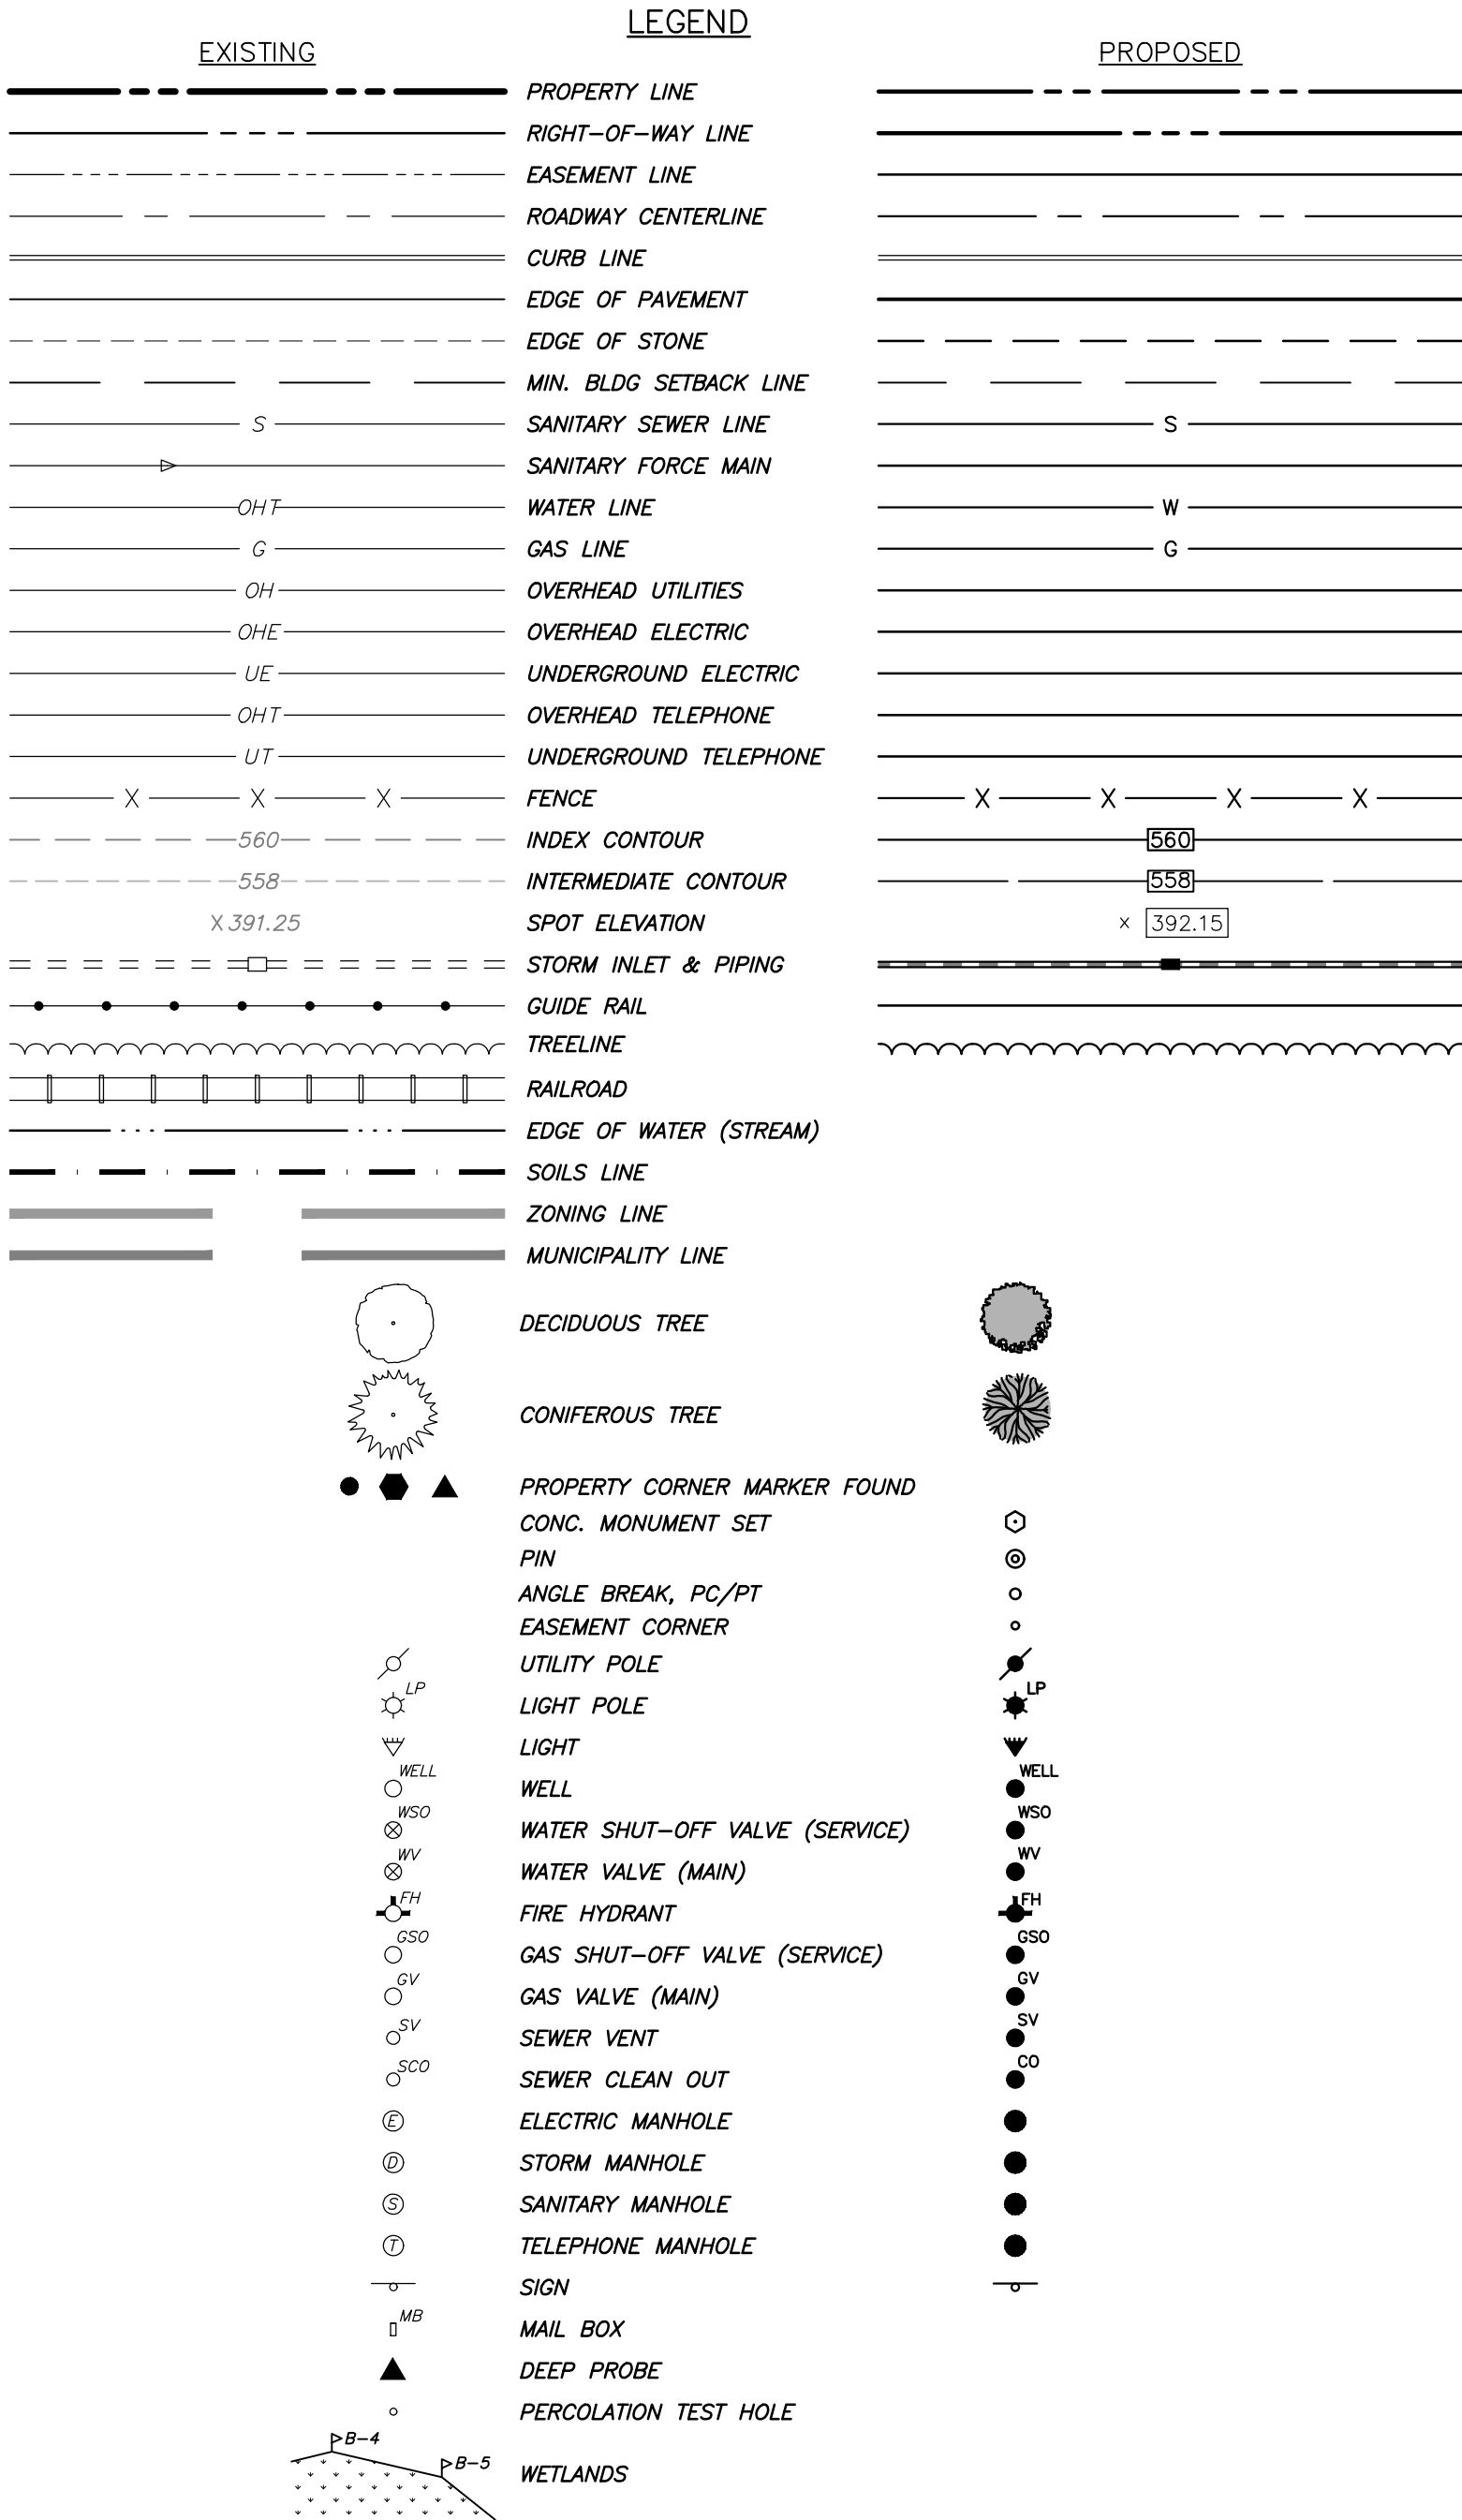 LEGEND
EXISTING PROPOSED
PROPERTY LINE
RIGHT-OF-WAY LINE
EASEMENT LINE
ROADWAY CENTERLINE
CURB LINE
EDGE OF PAVEMENT
EDGE OF STONE
MIN. BLDG SETBACK LINE
S SANITARY SEWER LINE S
SANITARY FORCE MAIN
OHT WATER LINE W
G GAS LINE G
OH OVERHEAD UTILITIES
OHE OVERHEAD ELECTRIC
UE UNDERGROUND ELECTRIC
OHT OVERHEAD TELEPHONE
UT UNDERGROUND TELEPHONE
X X X FENCE X X X X
560 INDEX CONTOUR 560
558 INTERMEDIATE CONTOUR 558
X 391.25 SPOT ELEVATION x 392.15
STORM INLET & PIPING
GUIDE RAIL
TREELINE
RAILROAD
EDGE OF WATER (STREAM)
SOILS LINE
ZONING LINE
MUNICIPALITY LINE
DECIDUOUS TREE
CONIFEROUS TREE
PROPERTY CORNER MARKER FOUND
CONC. MONUMENT SET
PIN
ANGLE BREAK, PC/PT
EASEMENT CORNER
UTILITY POLE
LP LIGHT POLE LP
LIGHT
WELL WELL WELL
WSO WATER SHUT-OFF VALVE (SERVICE) WSO
WV WATER VALVE (MAIN) WV
FH FIRE HYDRANT FH
GSO GAS SHUT-OFF VALVE (SERVICE) GSO
GV GAS VALVE (MAIN) GV
SV SEWER VENT SV
SCO SEWER CLEAN OUT CO
E ELECTRIC MANHOLE
D STORM MANHOLE
S SANITARY MANHOLE
T TELEPHONE MANHOLE
SIGN
MB MAIL BOX
DEEP PROBE
PERCOLATION TEST HOLE
B-4
B-5 WETLANDS